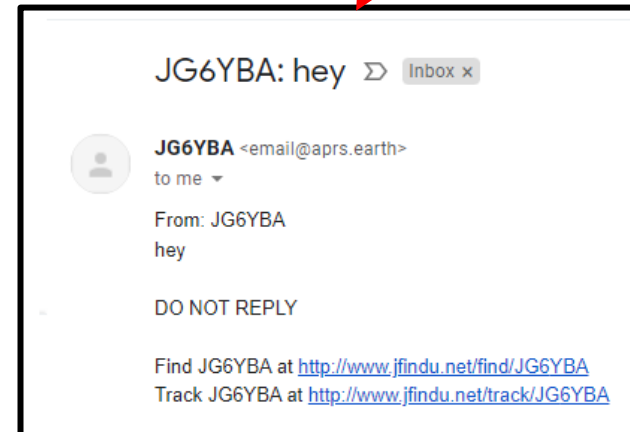 JG6YBA: hey Inbox x
JG6YBA <email@aprs.earth>
to me
From: JG6YBA
hey
DO NOT REPLY
Find JG6YBA at http://www.jfindu.net/find/JG6YBA
Track JG6YBA at http://www.jfindu.net/track/JG6YBA